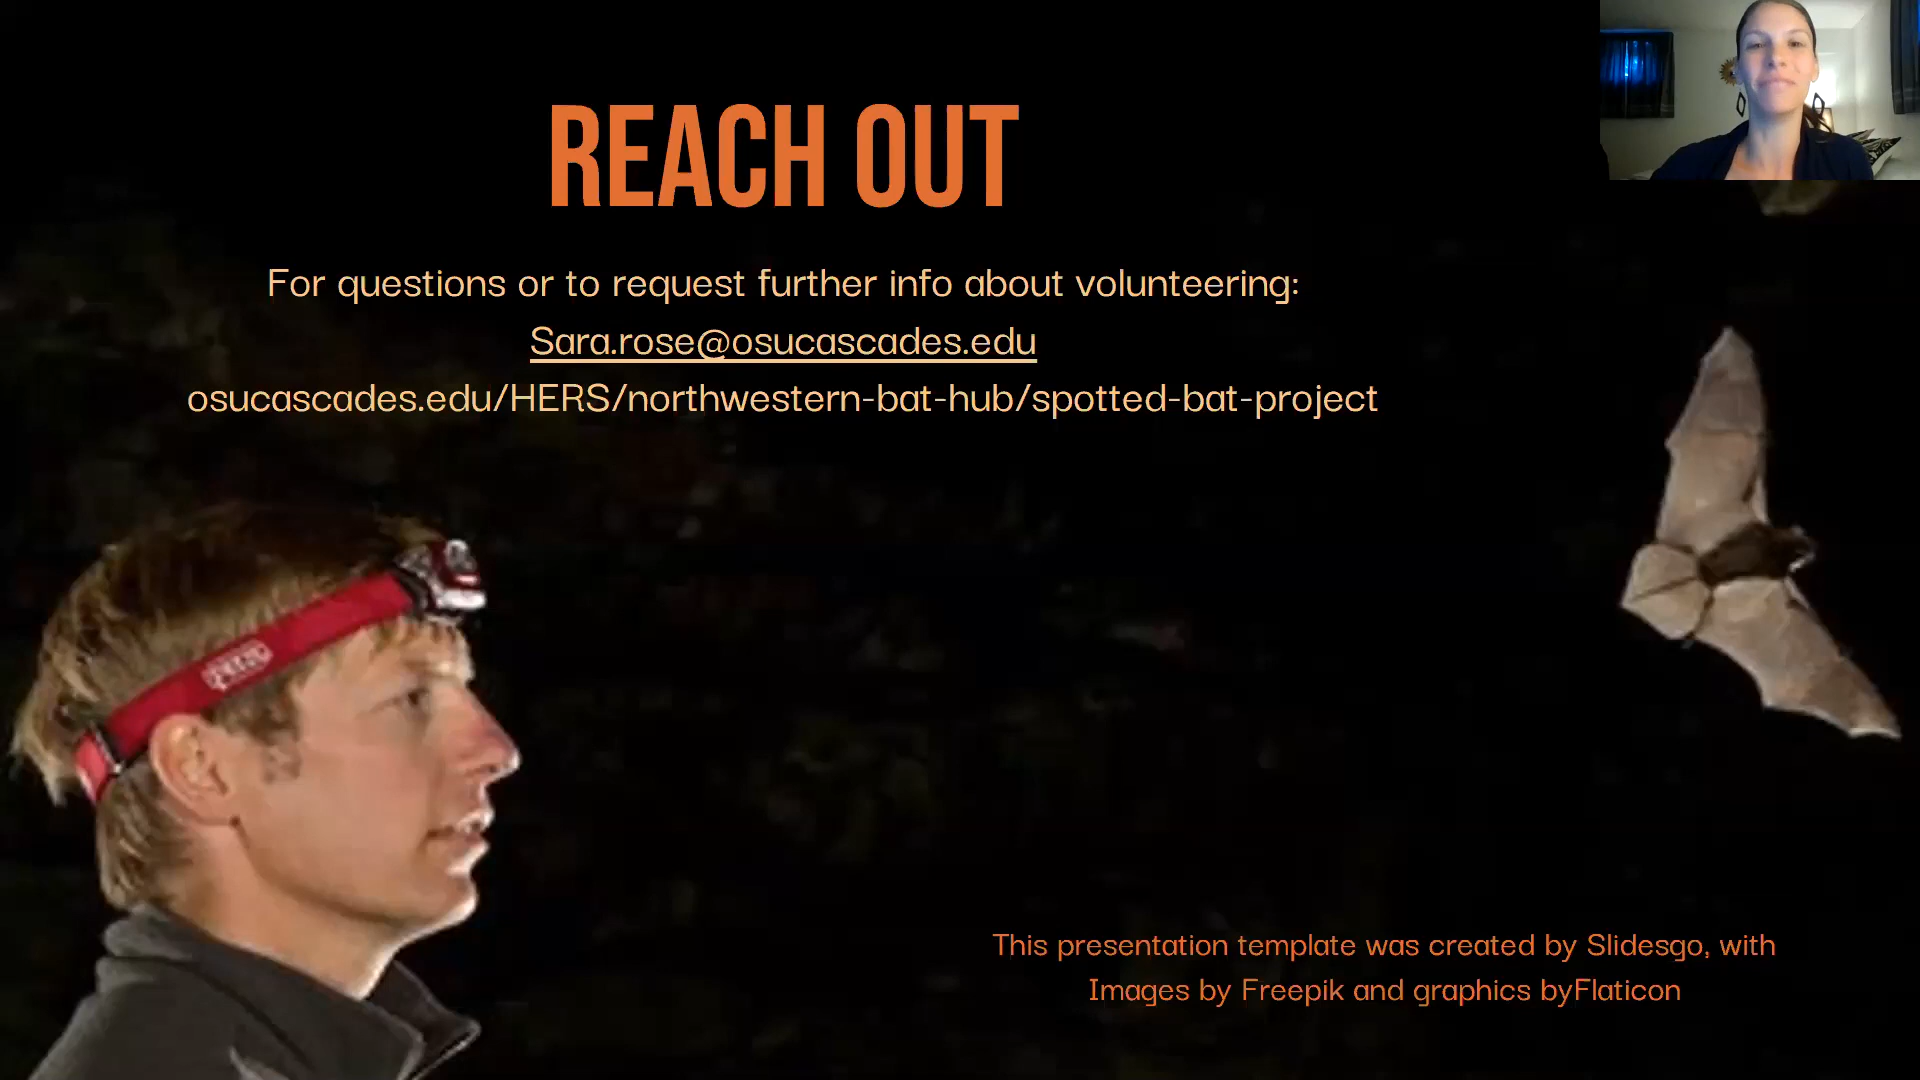 REACH OUT
For questions or to request further info about volunteering:
Sara.rose@osucascades.edu
osucascades.edu/HERS/northwestern-bat-hub/spotted-bat-project
PETZL
This presentation template was created by Slidesgo, with
Images by Freepik and graphics byFlaticon